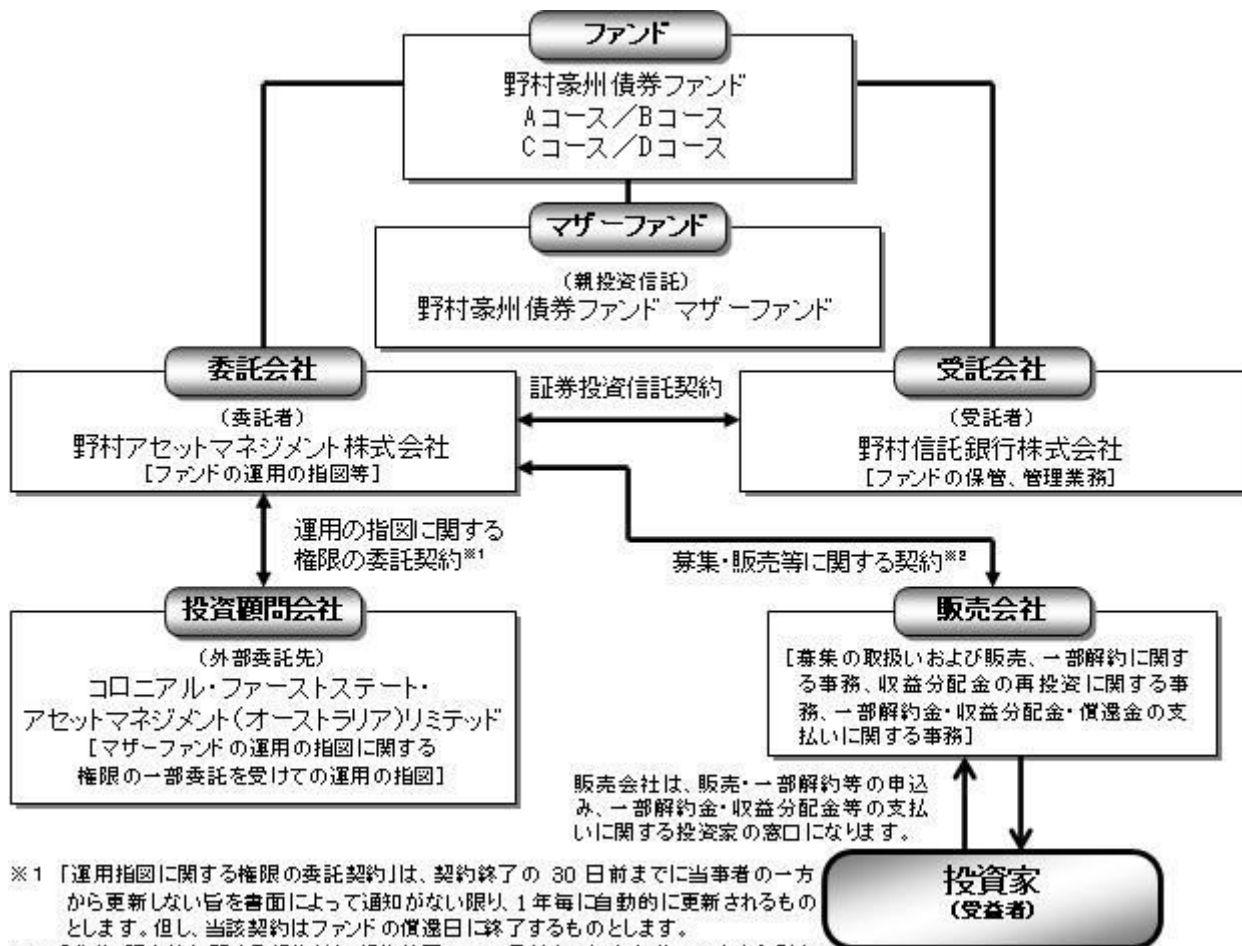 ファンド
野村豪州債券ファンド
Aコース／Bコース
Cコース／Dコース
マザーファンド
（親投資信託）
野村豪州債券ファンド マザーファンド
委託会社
（委託者）
野村アセットマネジメント株式会社
[ファンドの運用の指図等]
証券投資信託契約
受託会社
（受託者）
野村信託銀行株式会社
[ファンドの保管、管理業務]
運用の指図に関する
権限の委託契約※1
募集・販売等に関する契約※2
投資顧問会社
（外部委託先）
コロニアル・ファーストステート・
アセットマネジメント（オーストラリア）リミテッド
[マザーファンドの運用の指図に関する
権限の一部委託を受けての運用の指図]
販売会社
[募集の取扱いおよび販売、一部解約に関す
る事務、収益分配金の再投資に関する事
務、一部解約金・収益分配金・償還金の支
払いに関する事務]
販売会社は、販売・一部解約等の申込
み、一部解約金・収益分配金等の支払
いに関する投資家の窓口になります。
投資家
（受益者）
※1 「運用指図に関する権限の委託契約」は、契約終了の 30 日前までに当事者の一方
から更新しない旨を書面によって通知がない限り、1年毎に自動的に更新されるもの
とします。但し、当該契約はファンドの償還日に終了するものとします。